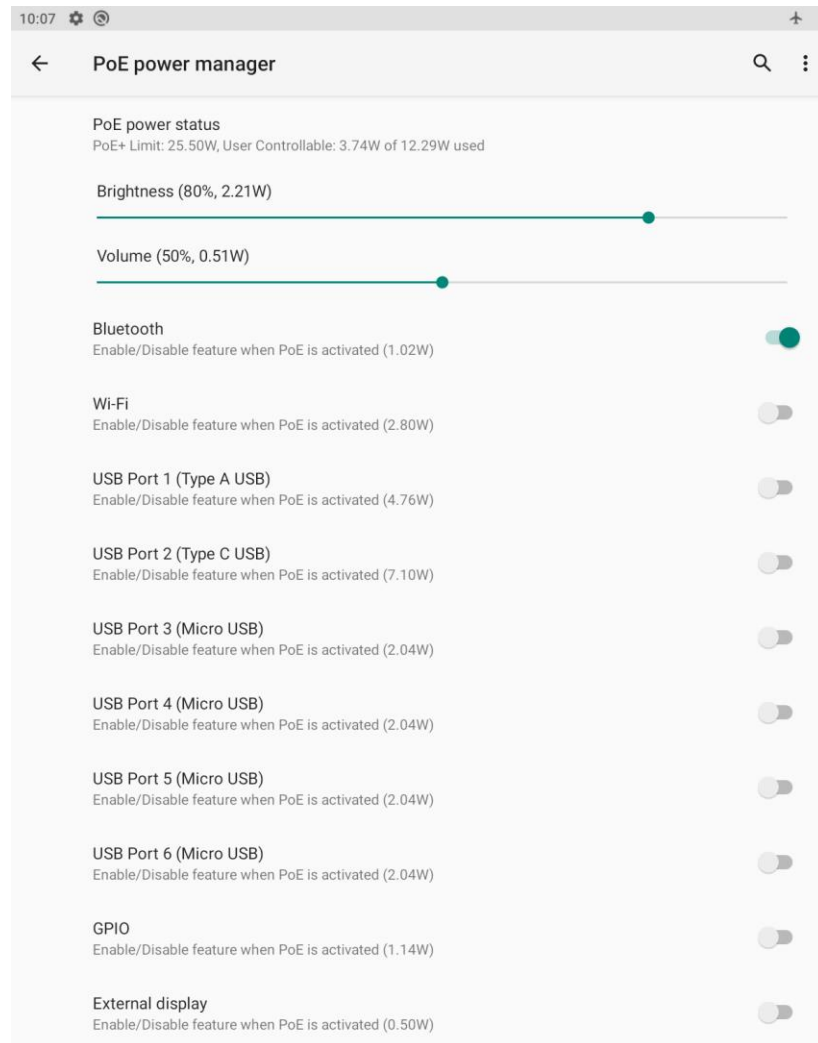 10:07
PoE power manager
PoE power status
PoE+ Limit: 25.50W, User Controllable: 3.74W of 12.29W used
Brightness (80%, 2.21W)
Volume (50%, 0.51W)
Bluetooth
Enable/Disable feature when PoE is activated (1.02W)
Wi-Fi
Enable/Disable feature when PoE is activated (2.80W)
USB Port 1 (Type A USB)
Enable/Disable feature when PoE is activated (4.76W)
USB Port 2 (Type C USB)
Enable/Disable feature when PoE is activated (7.10W)
USB Port 3 (Micro USB)
Enable/Disable feature when PoE is activated (2.04W)
USB Port 4 (Micro USB)
Enable/Disable feature when PoE is activated (2.04W)
USB Port 5 (Micro USB)
Enable/Disable feature when PoE is activated (2.04W)
USB Port 6 (Micro USB)
Enable/Disable feature when PoE is activated (2.04W)
GPIO
Enable/Disable feature when PoE is activated (1.14W)
External display
Enable/Disable feature when PoE is activated (0.50W)